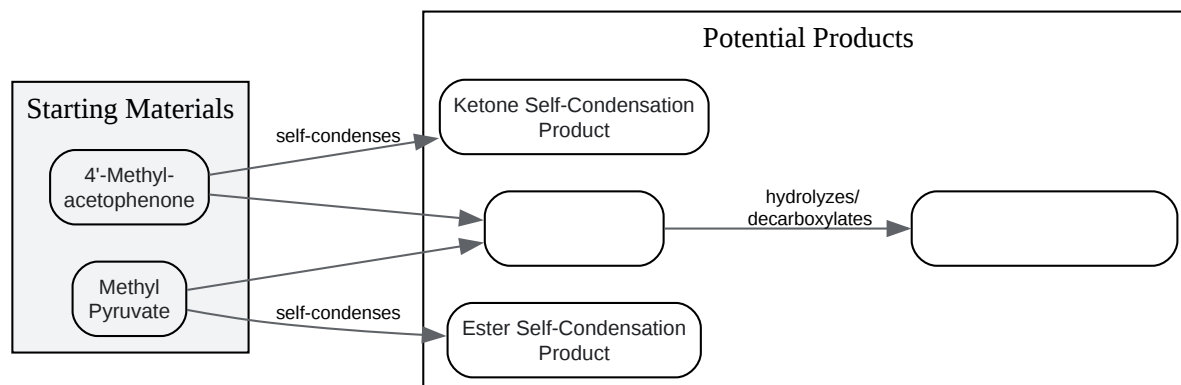 Potential Products
Starting Materials
Ketone Self-Condensation
Product
self-condenses
4'-Methyl-
acetophenone
hydrolyzes/
decarboxylates
Methyl
Pyruvate
self-condenses
Ester Self-Condensation
Product